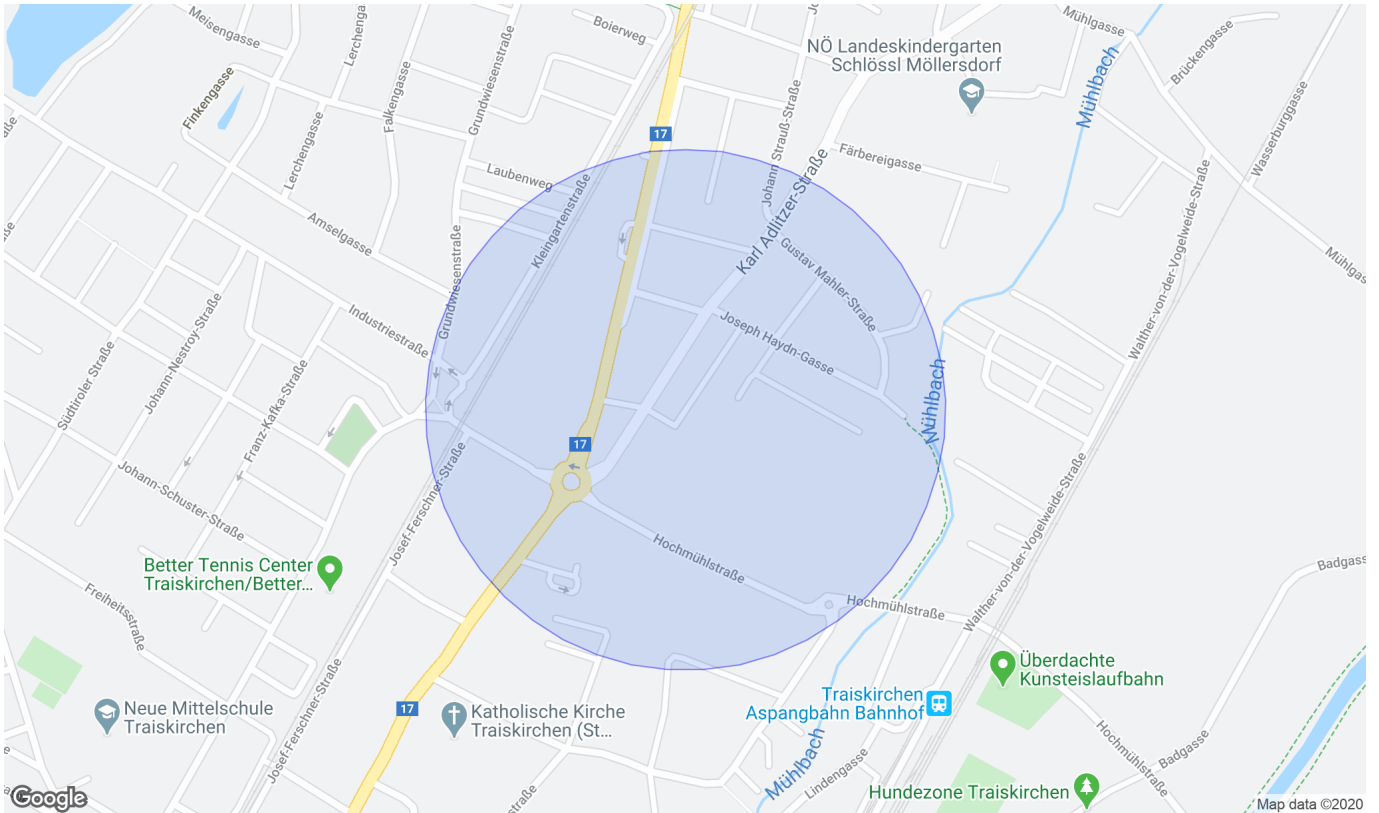 Meisengasse
Lerchengasse
Boierweg
Mühlgasse
NÖ Landeskindergarten
Schlössl Möllersdorf
Mühlbach
Brückengasse
Finkengasse
Falkengasse
Grundwiesenstraße
17
Johann Strauß-Straße
Wasserburggasse
Lerchengasse
Laubenweg
Färbereigasse
Kleingartenstraße
Karl Adlitzer-Straße
Amselgasse
Grundwiesenstraße
Gustav Mahler-Straße
Walther-von-der-Vogelweide-Straße
Mühlgasse
Johann-Nestroy-Straße
Industriestraße
Joseph Haydn-Gasse
Südtiroler Straße
Franz-Kafka-Straße
Mühlbach
17
Johann-Schuster-Straße
Josef-Ferschner-Straße
Walther-von-der-Vogelweide-Straße
Better Tennis Center
Traiskirchen/Better...
Hochmühlstraße
Badgasse
Freiheitsstraße
Hochmühlstraße
Überdachte
Kunsteislaufbahn
Neue Mittelschule
Traiskirchen
17
Katholische Kirche
Traiskirchen (St...
Traiskirchen
Aspangbahn Bahnhof
Josef-Ferschner-Straße
Mühlbach
Lindengasse
Hochmühlstraße
Badgasse
Hundezone Traiskirchen
Google
Map data ©2020